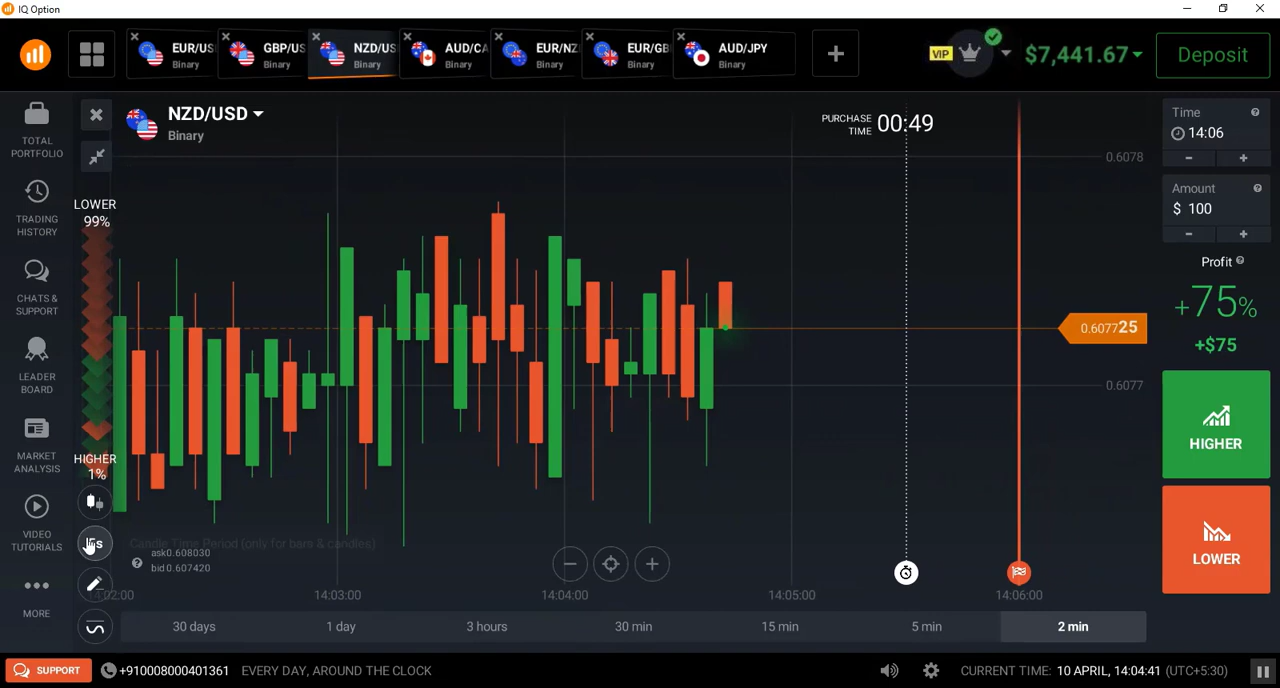 IQ Option
EUR/US
Binary
GBP/US
Binary
NZD/US
Binary
AUD/CA
Binary
EUR/NZ
Binary
EUR/GB
Binary
AUD/JPY
Binary
VIP
$7,441.67
Deposit
TOTAL
PORTFOLIO
TRADING
HISTORY
CHATS &
SUPPORT
LEADER
BOARD
MARKET
ANALYSIS
VIDEO
TUTORIALS
MORE
NZD/USD
Binary
LOWER
99%
HIGHER
1%
PURCHASE
TIME
00:49
0.6078
0.607725
0.6077
Candle Time Period (only for bars & candles)
ask0.608030
bid0.607420
14:02:00
14:03:00
14:04:00
14:05:00
14:06:00
30 days
1 day
3 hours
30 min
15 min
5 min
2 min
Time
14:06
Amount
$ 100
Profit
+75%
+$75
HIGHER
LOWER
SUPPORT
+910008000401361
EVERY DAY, AROUND THE CLOCK
CURRENT TIME: 10 APRIL, 14:04:41 (UTC+5:30)